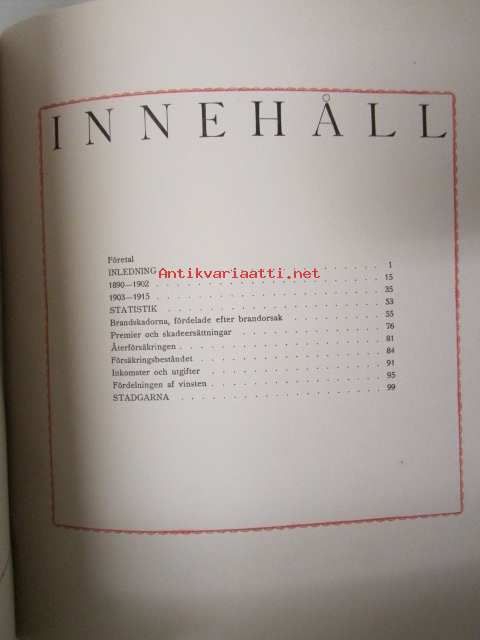 INNEHÅLL
Företal
INLEDNING . . . . . . . . . . . . . . . . 1
Antikvariaatti.net
1890—1902 . . . . . . . . . . . . . . . . 15
1903—1915 . . . . . . . . . . . . . . . . 35
STATISTIK . . . . . . . . . . . . . . . . 53
Brandskadorna, fördelade efter brandorsak . . . . . . . . 55
Premier och skadeersättningar . . . . . . . . . . . 76
Återförsäkringen . . . . . . . . . . . . . . . 81
Försäkringsbeståndet . . . . . . . . . . . . . . 84
Inkomster och utgifter . . . . . . . . . . . . . 91
Fördelningen af vinsten . . . . . . . . . . . . . 95
STADGARNA . . . . . . . . . . . . . . . 99